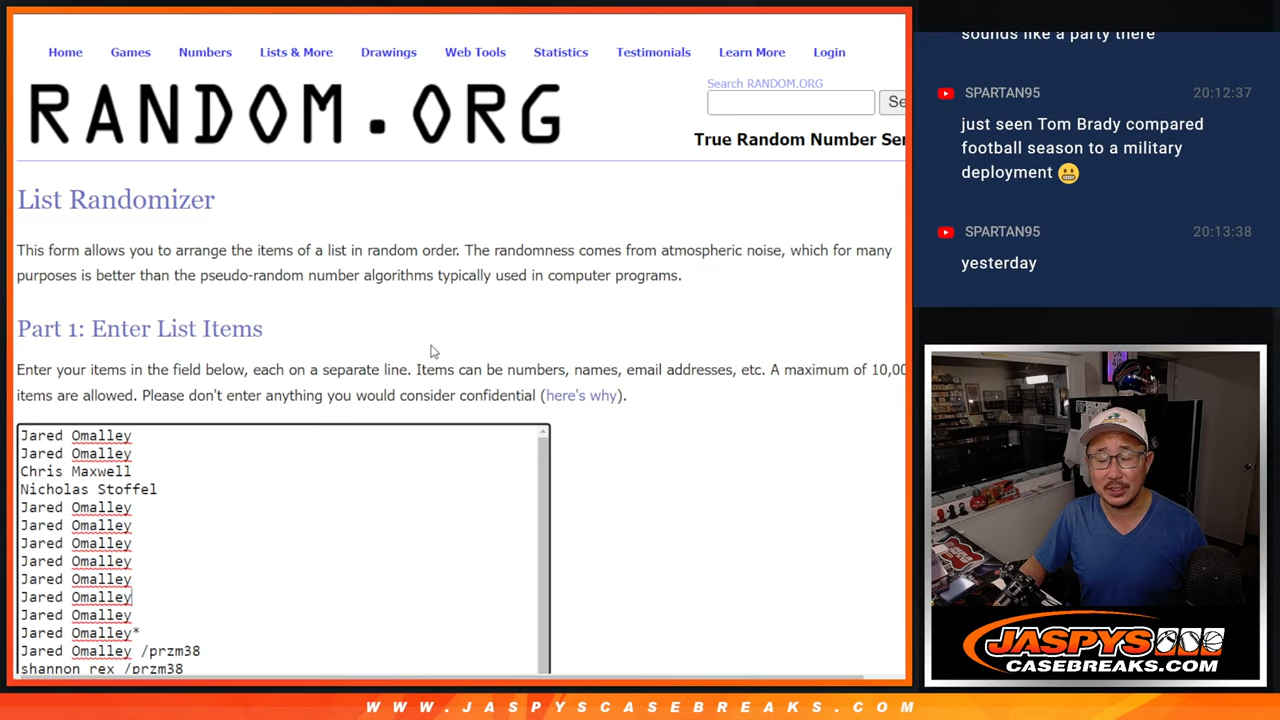 Home Games Numbers Lists & More Drawings Web Tools Statistics Testimonials Learn More Login
RANDOM.ORG
Search RANDOM.ORG
Se
True Random Number Ser
List Randomizer
This form allows you to arrange the items of a list in random order. The randomness comes from atmospheric noise, which for many
purposes is better than the pseudo-random number algorithms typically used in computer programs.
Part 1: Enter List Items
Enter your items in the field below, each on a separate line. Items can be numbers, names, email addresses, etc. A maximum of 10,00
items are allowed. Please don't enter anything you would consider confidential (here's why).
Jared Omalley
Jared Omalley
Chris Maxwell
Nicholas Stoffel
Jared Omalley
Jared Omalley
Jared Omalley
Jared Omalley
Jared Omalley
Jared Omalley
Jared Omalley
Jared Omalley*
Jared Omalley /przm38
shannon rex /przm38
sounds like a party there
SPARTAN95 20:12:37
just seen Tom Brady compared
football season to a military
deployment 😬
SPARTAN95 20:13:38
yesterday
JASPYS
CASEBREAKS.COM
WWW.JASPYSCASEBREAKS.COM